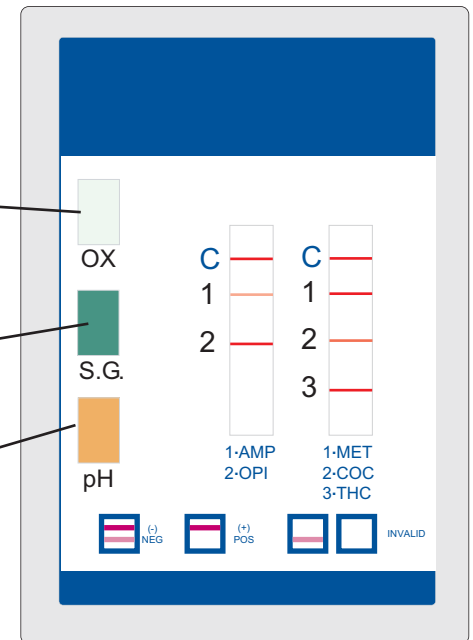 OX
S.G.
pH
C
1
2
1·AMP
2·OPI
C
1
2
3
1·MET
2·COC
3·THC
(-)
NEG
(+)
POS
INVALID